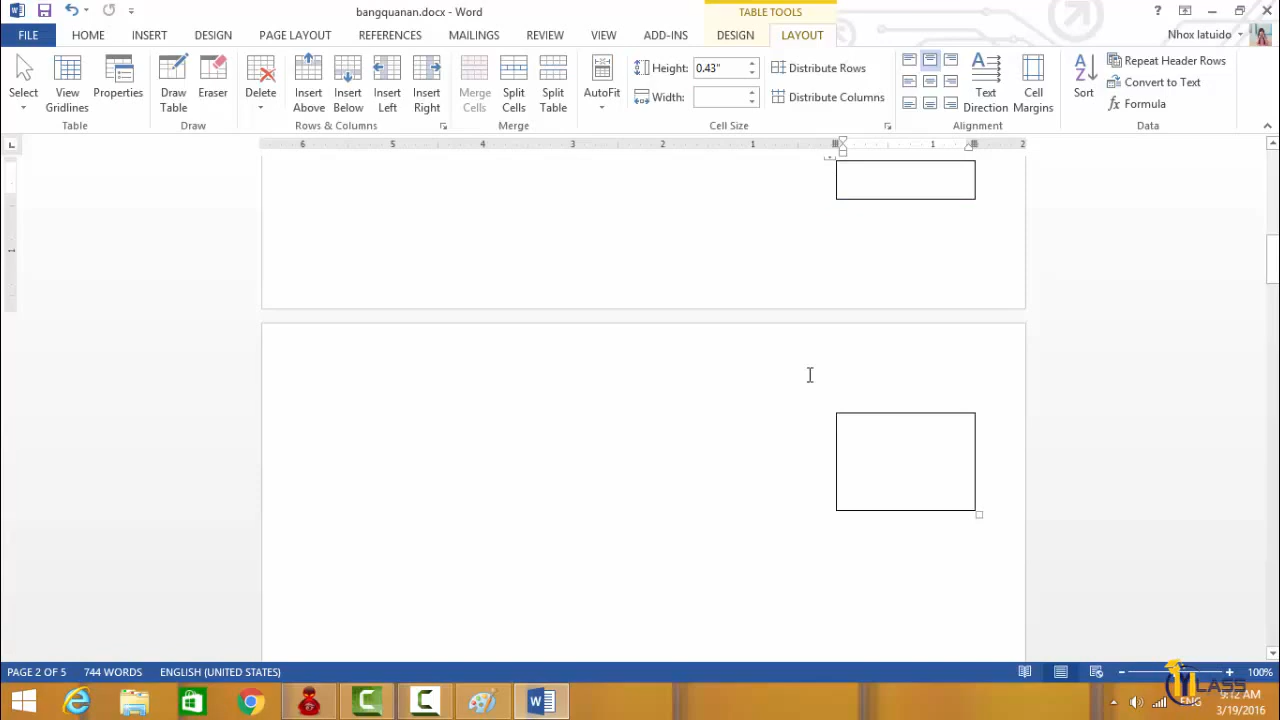 bangquanan.docx - Word
TABLE TOOLS
?
FILE
HOME
INSERT
DESIGN
PAGE LAYOUT
REFERENCES
MAILINGS
REVIEW
VIEW
ADD-INS
DESIGN
LAYOUT
Nhox latuido
Select
View Gridlines
Properties
Draw Table
Eraser
Delete
Insert Above
Insert Below
Insert Left
Insert Right
Merge Cells
Split Cells
Split Table
AutoFit
Height: 0.43"
Width:
Distribute Rows
Distribute Columns
Text Direction
Cell Margins
Sort
Repeat Header Rows
Convert to Text
Formula
Table
Draw
Rows & Columns
Merge
Cell Size
Alignment
Data
6 5 4 3 2 1 1 2
1
PAGE 2 OF 5
744 WORDS
ENGLISH (UNITED STATES)
100%
YLASS
ENG
9:12 AM
3/19/2016